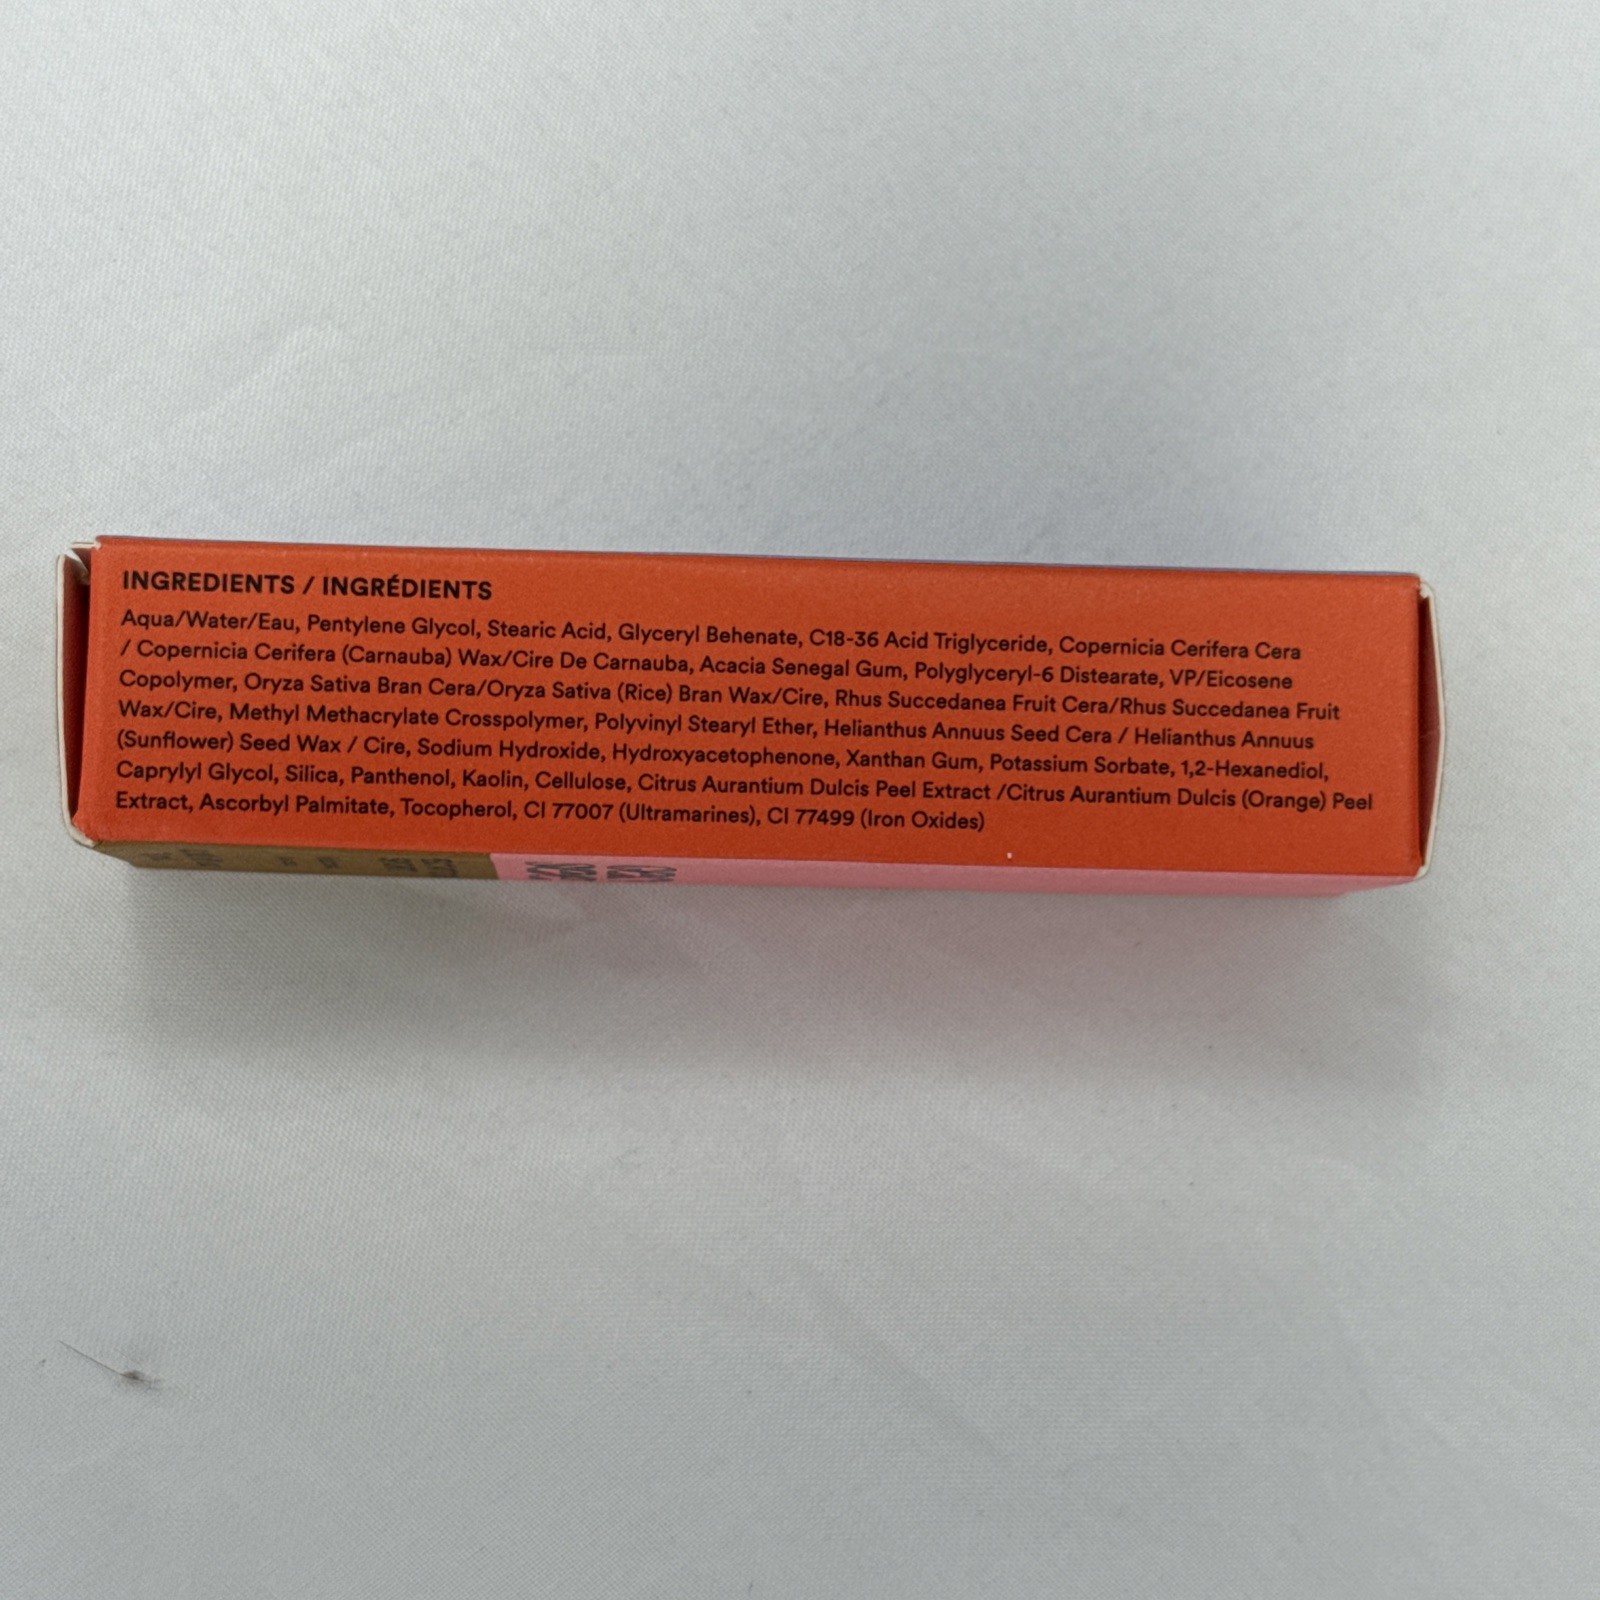 INGREDIENTS / INGRÉDIENTS
Aqua/Water/Eau, Pentylene Glycol, Stearic Acid, Glyceryl Behenate, C18-36 Acid Triglyceride, Copernicia Cerifera Cera
/ Copernicia Cerifera (Carnauba) Wax/Cire De Carnauba, Acacia Senegal Gum, Polyglyceryl-6 Distearate, VP/Eicosene
Copolymer, Oryza Sativa Bran Cera/Oryza Sativa (Rice) Bran Wax/Cire, Rhus Succedanea Fruit Cera/Rhus Succedanea Fruit
Wax/Cire, Methyl Methacrylate Crosspolymer, Polyvinyl Stearyl Ether, Helianthus Annuus Seed Cera / Helianthus Annuus
(Sunflower) Seed Wax / Cire, Sodium Hydroxide, Hydroxyacetophenone, Xanthan Gum, Potassium Sorbate, 1,2-Hexanediol,
Caprylyl Glycol, Silica, Panthenol, Kaolin, Cellulose, Citrus Aurantium Dulcis Peel Extract /Citrus Aurantium Dulcis (Orange) Peel
Extract, Ascorbyl Palmitate, Tocopherol, CI 77007 (Ultramarines), CI 77499 (Iron Oxides)